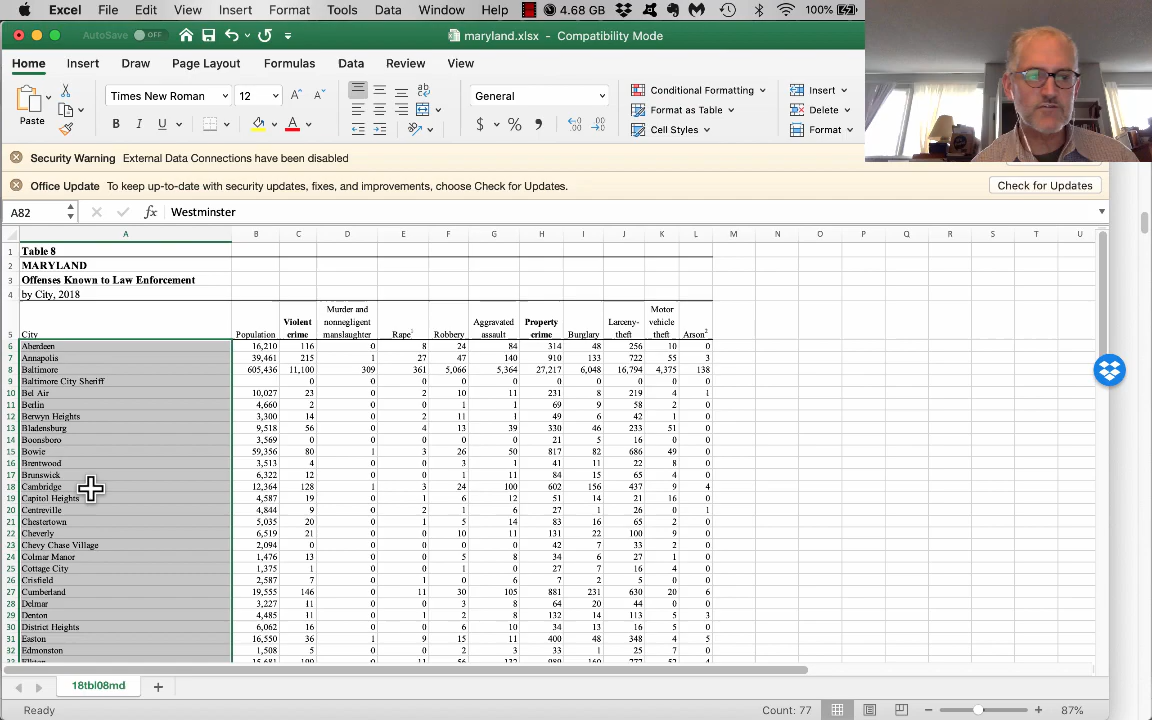 Excel File Edit View Insert Format Tools Data Window Help 4.68 GB 100%
AutoSave OFF maryland.xlsx - Compatibility Mode
Home Insert Draw Page Layout Formulas Data Review View
Paste Times New Roman 12 A A ab General Conditional Formatting Insert
Format as Table Delete
B I U A $ % Cell Styles Format
Security Warning External Data Connections have been disabled
Office Update To keep up-to-date with security updates, fixes, and improvements, choose Check for Updates. Check for Updates
A82 fx Westminster
A B C D E F G H I J K L M N O P Q R S T U
1 Table 8
2 MARYLAND
3 Offenses Known to Law Enforcement
4 by City, 2018
5 City Population Violent crime Murder and nonnegligent manslaughter Rape1 Robbery Aggravated assault Property crime Burglary Larceny-theft Motor vehicle theft Arson2
6 Aberdeen 16,210 116 0 8 24 84 314 48 256 10 0
7 Annapolis 39,461 215 1 27 47 140 910 133 722 55 3
8 Baltimore 605,436 11,100 309 361 5,066 5,364 27,217 6,048 16,794 4,375 138
9 Baltimore City Sheriff 0 0 0 0 0 0 0 0 0 0
10 Bel Air 10,027 23 0 2 10 11 231 8 219 4 1
11 Berlin 4,660 2 0 0 1 1 69 9 58 2 0
12 Berwyn Heights 3,300 14 0 2 11 1 49 6 42 1 0
13 Bladensburg 9,518 56 0 4 13 39 330 46 233 51 0
14 Boonsboro 3,569 0 0 0 0 0 21 5 16 0 0
15 Bowie 59,356 80 1 3 26 50 817 82 686 49 0
16 Brentwood 3,513 4 0 0 3 1 41 11 22 8 0
17 Brunswick 6,322 12 0 0 1 11 84 15 65 4 0
18 Cambridge 12,364 128 1 3 24 100 602 156 437 9 4
19 Capitol Heights 4,587 19 0 1 6 12 51 14 21 16 0
20 Centreville 4,844 9 0 2 1 6 27 1 26 0 1
21 Chestertown 5,035 20 0 1 5 14 83 16 65 2 0
22 Cheverly 6,519 21 0 0 10 11 131 22 100 9 0
23 Chevy Chase Village 2,094 0 0 0 0 0 42 7 33 2 0
24 Colmar Manor 1,476 13 0 0 5 8 34 6 27 1 0
25 Cottage City 1,375 1 0 0 1 0 27 7 16 4 0
26 Crisfield 2,587 7 0 1 0 6 7 2 5 0 0
27 Cumberland 19,555 146 0 11 30 105 881 231 630 20 6
28 Delmar 3,227 11 0 0 3 8 64 20 44 0 0
29 Denton 4,485 11 0 1 2 8 132 14 113 5 3
30 District Heights 6,062 16 0 0 6 10 34 13 16 5 0
31 Easton 16,550 36 1 9 15 11 400 48 348 4 5
32 Edmonston 1,508 5 0 0 2 3 33 1 25 7 0
18tbl08md
Ready Count: 77 87%